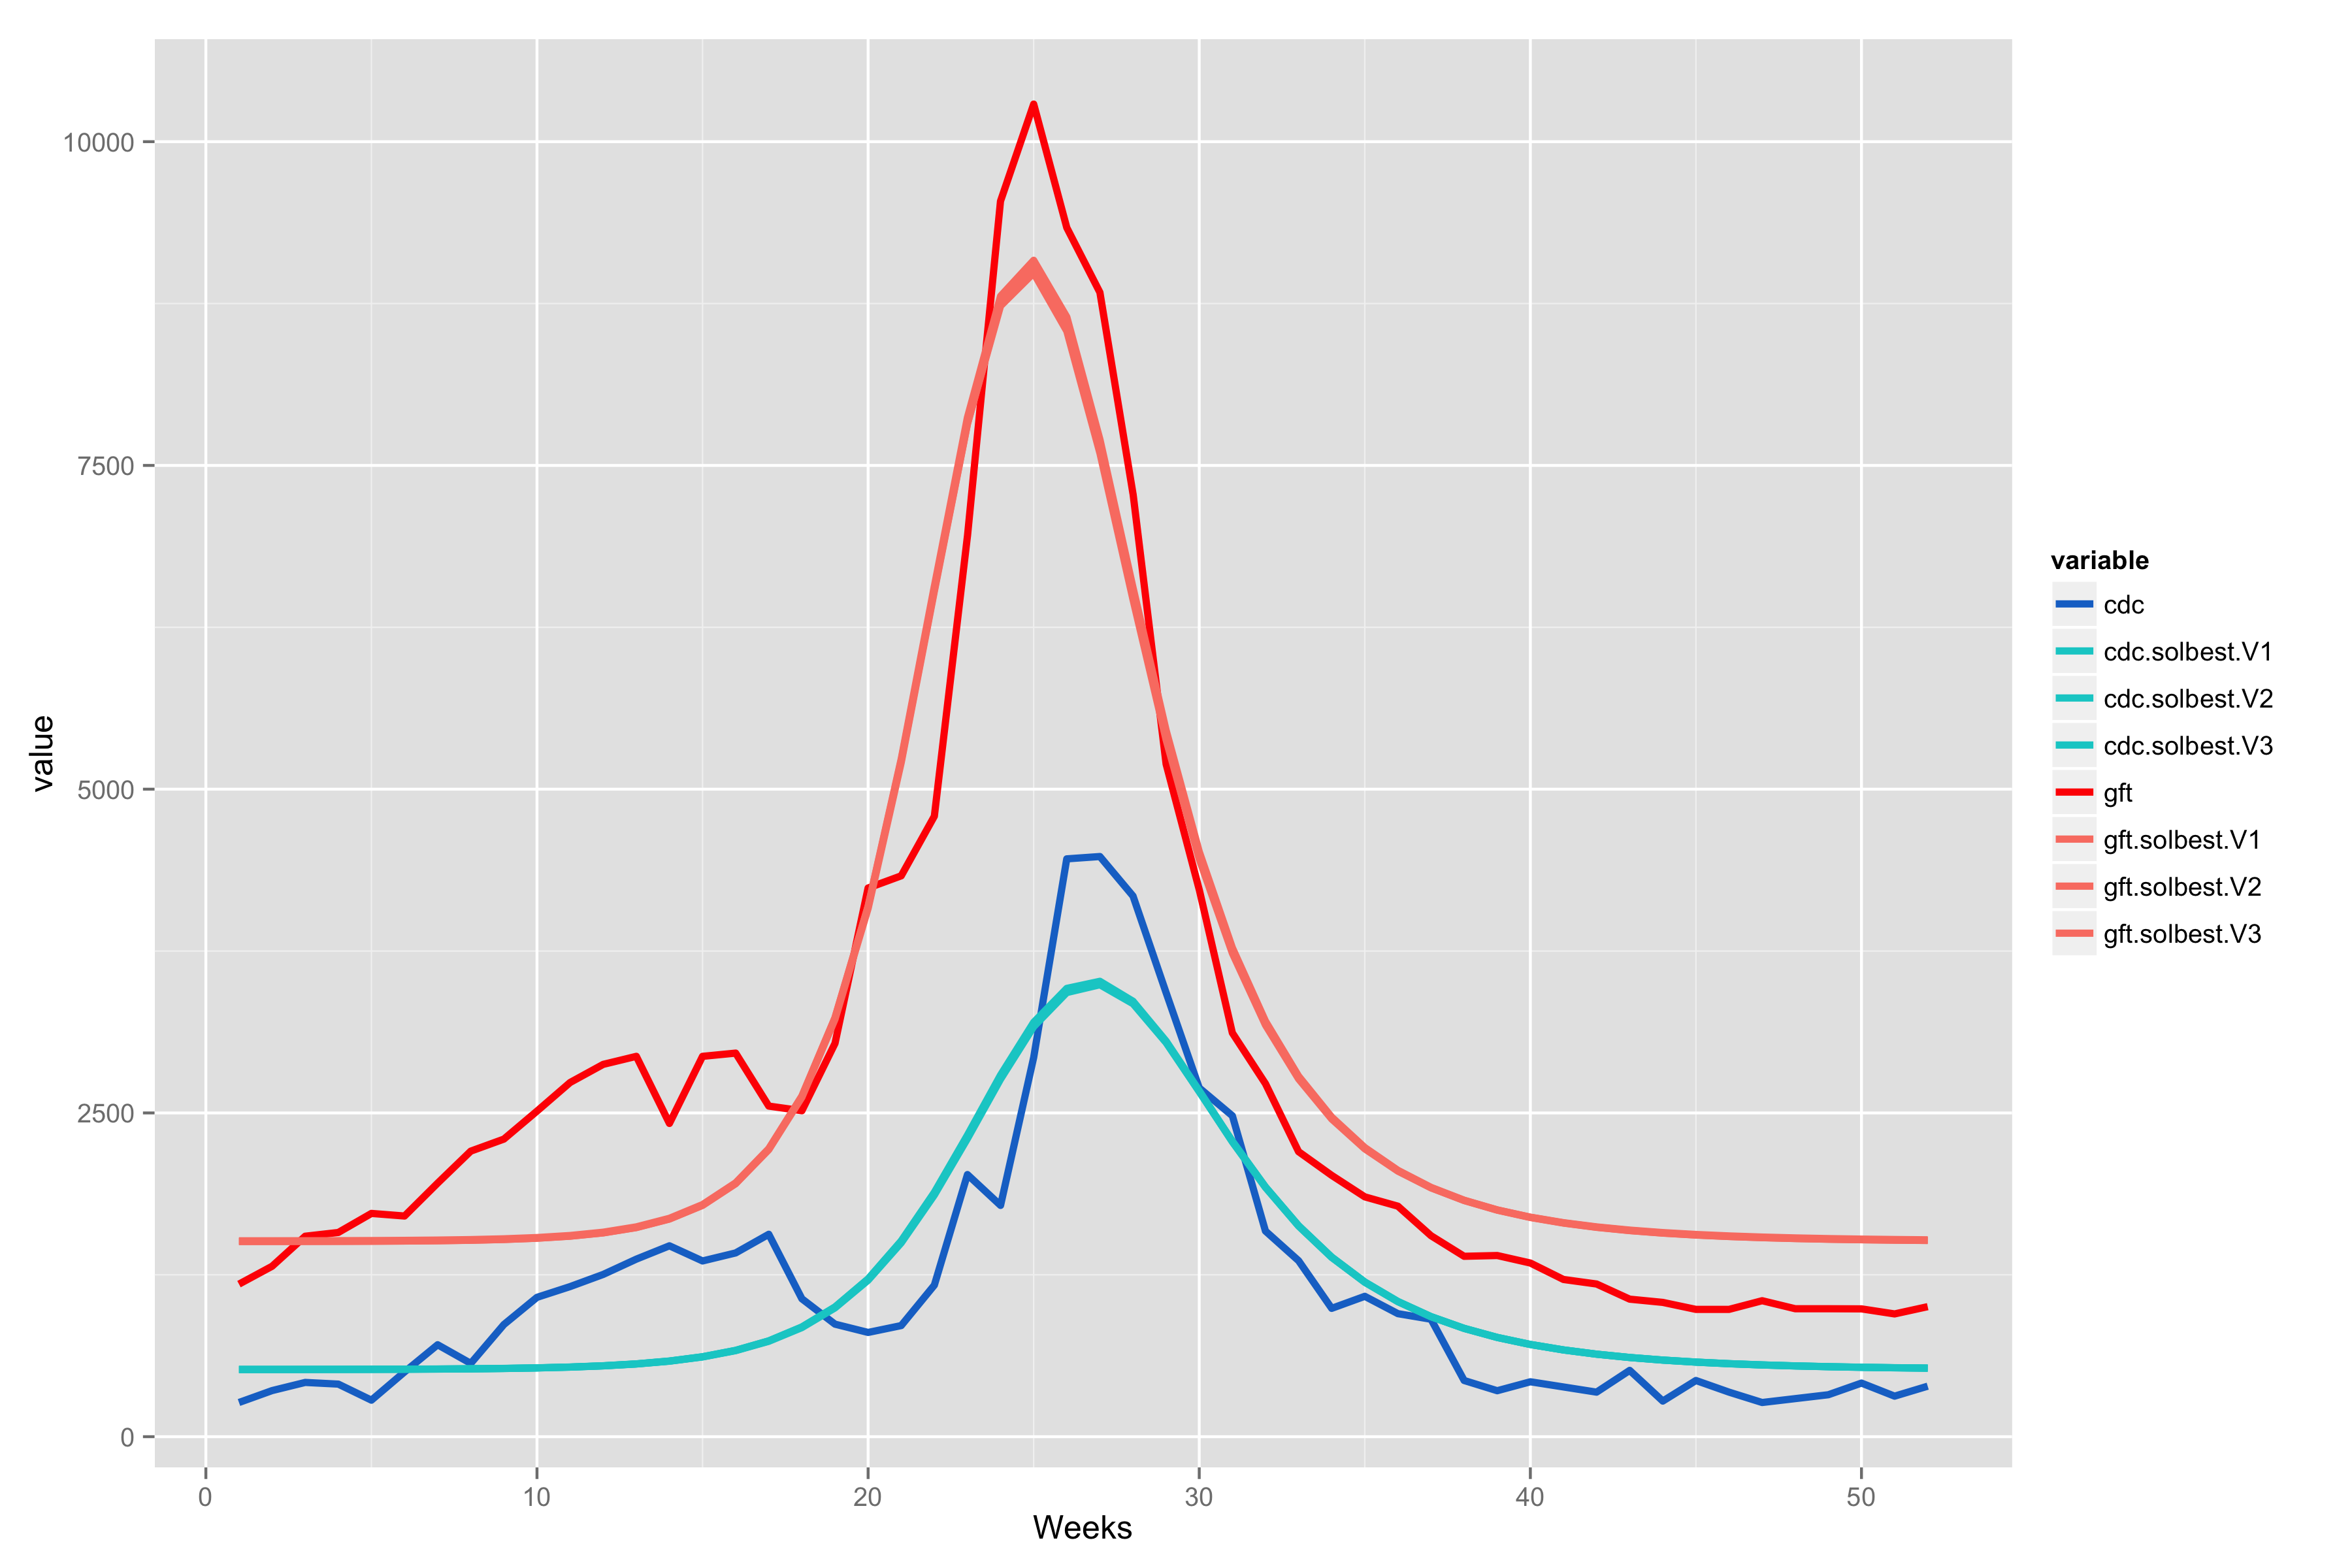 10000
7500
5000
2500
0
value
0 10 20 30 40 50
Weeks
variable
cdc
cdc.solbest.V1
cdc.solbest.V2
cdc.solbest.V3
gft
gft.solbest.V1
gft.solbest.V2
gft.solbest.V3